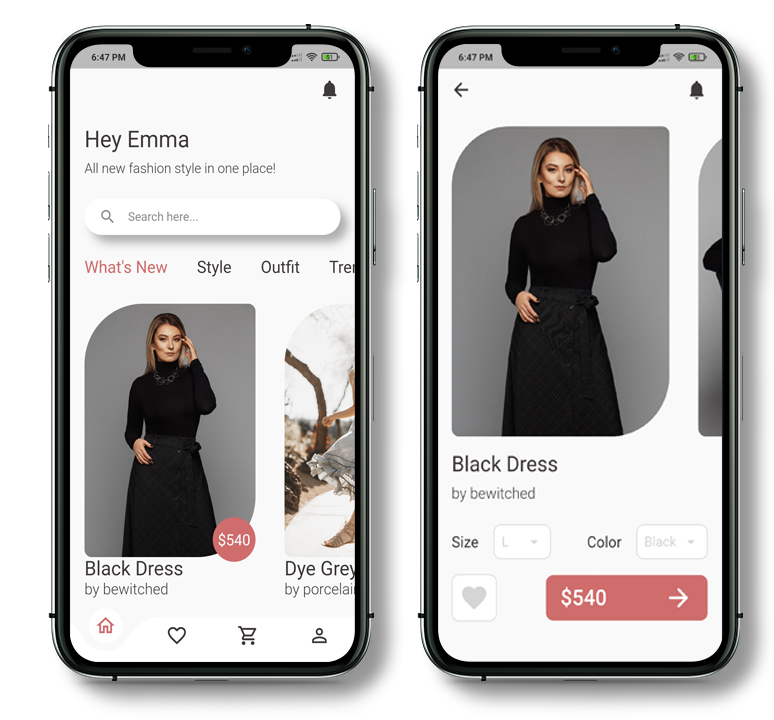 6:47 PM
Hey Emma
All new fashion style in one place!
Search here...
What's New Style Outfit Tre
$540
Black Dress Dye Grey
by bewitched by porcelai
6:47 PM
Black Dress
by bewitched
Size L Color Black
$540